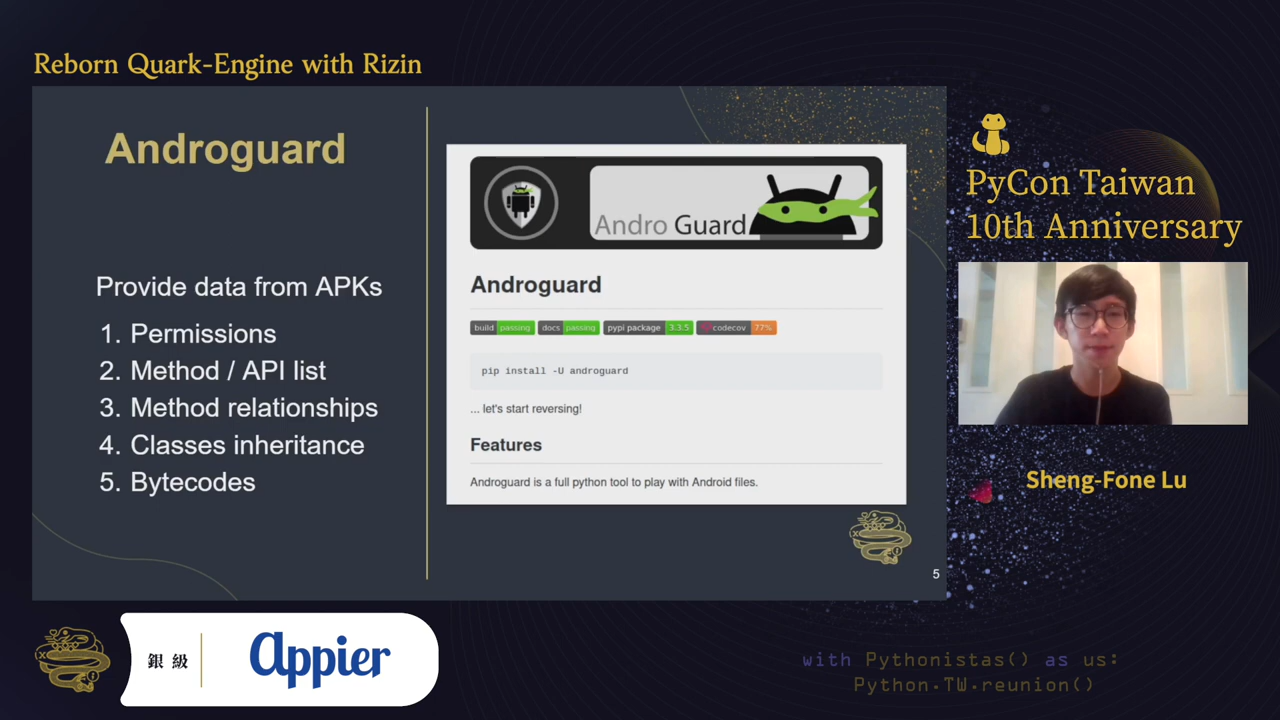 Reborn Quark-Engine with Rizin
Androguard
Provide data from APKs
1. Permissions
2. Method / API list
3. Method relationships
4. Classes inheritance
5. Bytecodes
Andro Guard
Androguard
build passing docs passing pypi package 3.3.5 codecov 77%
pip install -U androguard
... let's start reversing!
Features
Androguard is a full python tool to play with Android files.
5
PyCon Taiwan
10th Anniversary
Sheng-Fone Lu
銀級
Appier
with Pythonistas() as us:
Python.TW.reunion()